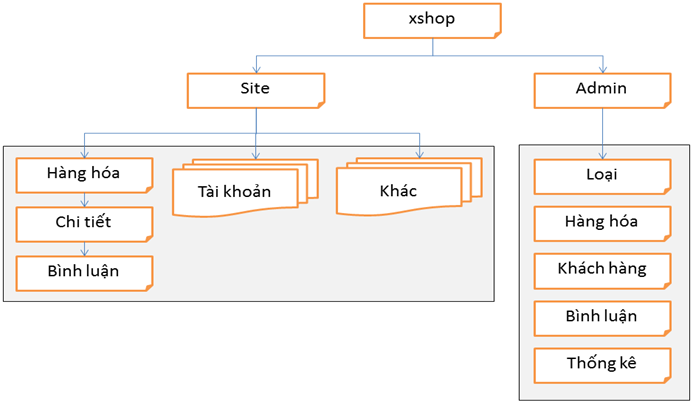 xshop
Site
Admin
Hàng hóa
Tài khoản
Khác
Chi tiết
Bình luận
Loại
Hàng hóa
Khách hàng
Bình luận
Thống kê